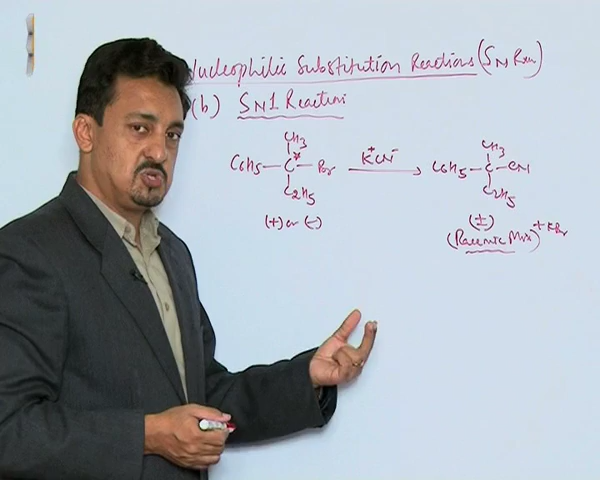 Nucleophilic Substitution Reactions (SN Rxn)
(b) SN1 Reaction
CH3 CH3
C6H5—C*—Br K+CN- → C6H5—C—CN
C2H5 C2H5
(+) or (-) (±)
(Racemic Mix) + KBr